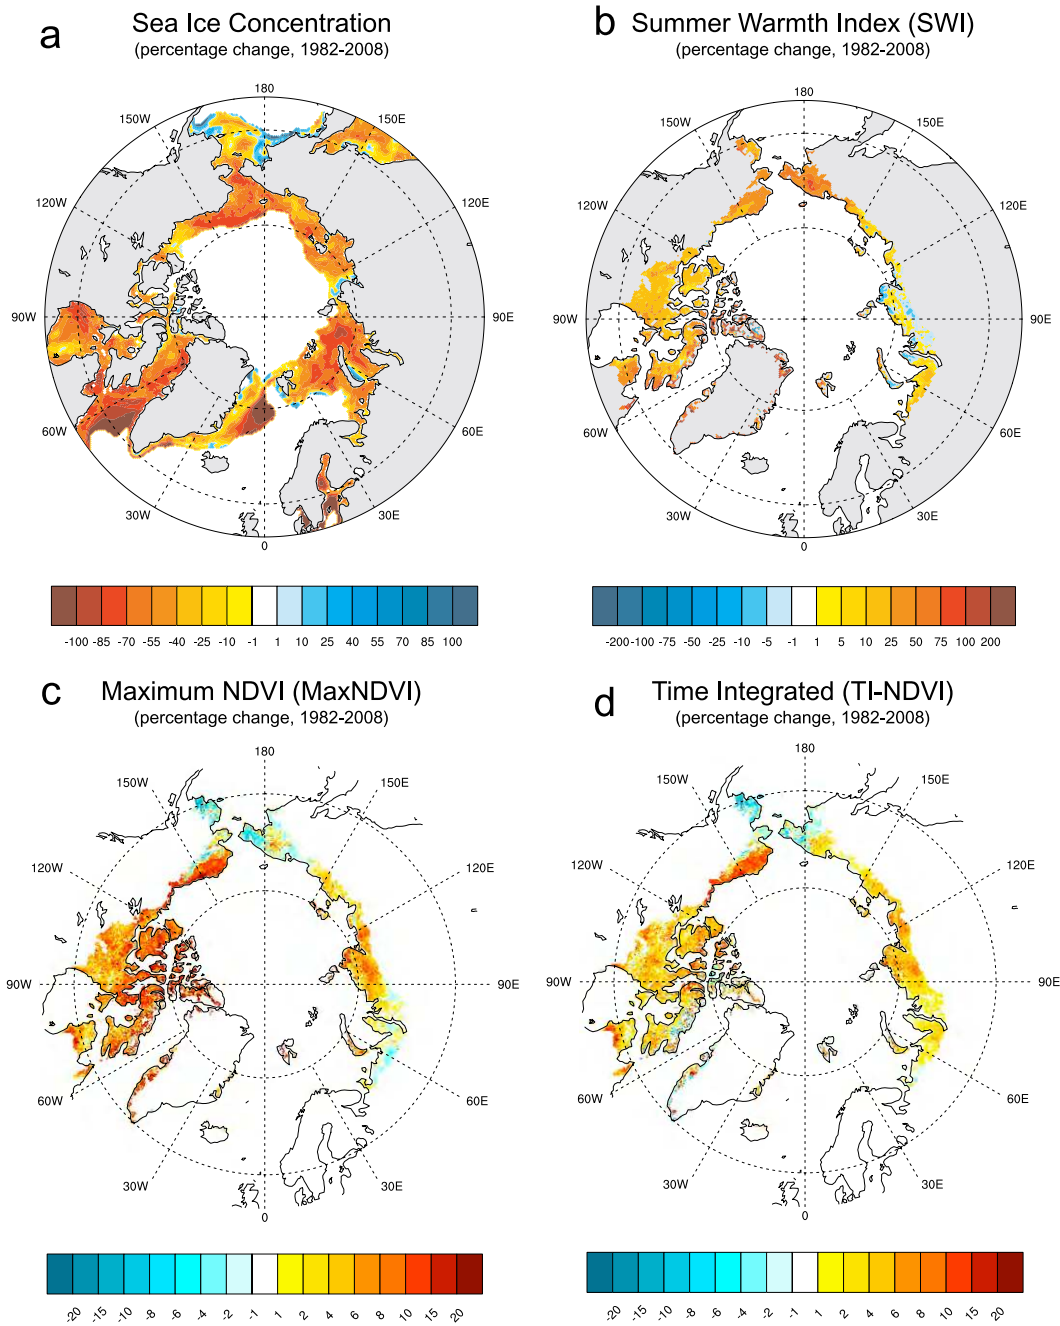 a
Sea Ice Concentration
(percentage change, 1982-2008)
180
150W
150E
120W
120E
90W
90E
60W
60E
30W
30E
0
-100 -85 -70 -55 -40 -25 -10 -1 1 10 25 40 55 70 85 100
b
Summer Warmth Index (SWI)
(percentage change, 1982-2008)
180
150W
150E
120W
120E
90W
90E
60W
60E
30W
30E
0
-200 -100 -75 -50 -25 -10 -5 -1 1 5 10 25 50 75 100 200
c
Maximum NDVI (MaxNDVI)
(percentage change, 1982-2008)
180
150W
150E
120W
120E
90W
90E
60W
60E
30W
30E
0
-20 -15 -10 -8 -6 -4 -2 -1 1 2 4 6 8 10 15 20
d
Time Integrated (TI-NDVI)
(percentage change, 1982-2008)
180
150W
150E
120W
120E
90W
90E
60W
60E
30W
30E
0
-20 -15 -10 -8 -6 -4 -2 -1 1 2 4 6 8 10 15 20